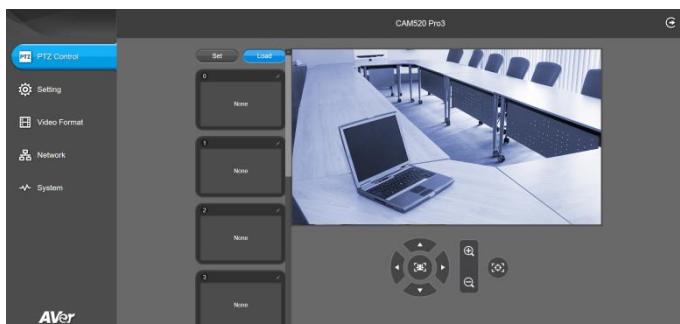 CAM520 Pro3
PTZ PTZ Control
Setting
Video Format
Network
System
AVer
Set Load
0
None
1
None
2
None
3
None